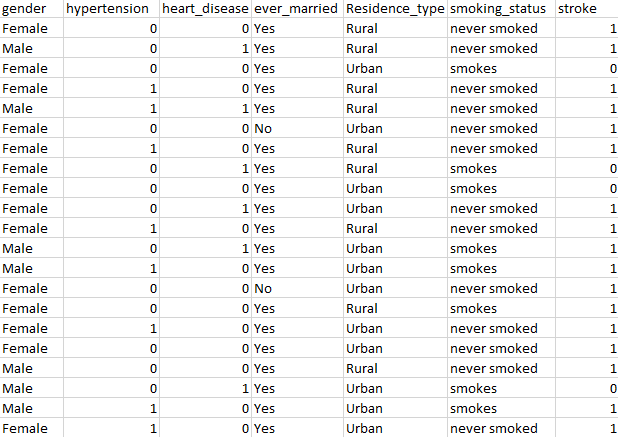 gender hypertension heart_disease ever_married Residence_type smoking_status stroke
Female 0 0 Yes Rural never smoked 1
Male 0 1 Yes Rural never smoked 1
Female 0 0 Yes Urban smokes 0
Female 1 0 Yes Rural never smoked 1
Male 1 1 Yes Rural never smoked 1
Female 0 0 No Urban never smoked 1
Female 1 0 Yes Rural never smoked 1
Female 0 1 Yes Rural smokes 0
Female 0 0 Yes Urban smokes 0
Female 0 1 Yes Urban never smoked 1
Female 1 0 Yes Rural never smoked 1
Male 0 1 Yes Urban smokes 1
Male 1 0 Yes Urban smokes 1
Female 0 0 No Urban never smoked 1
Female 0 0 Yes Rural smokes 1
Female 1 0 Yes Urban never smoked 1
Female 0 0 Yes Urban never smoked 1
Male 0 0 Yes Rural never smoked 1
Male 0 1 Yes Urban smokes 0
Male 1 0 Yes Urban smokes 1
Female 1 0 Yes Urban never smoked 1